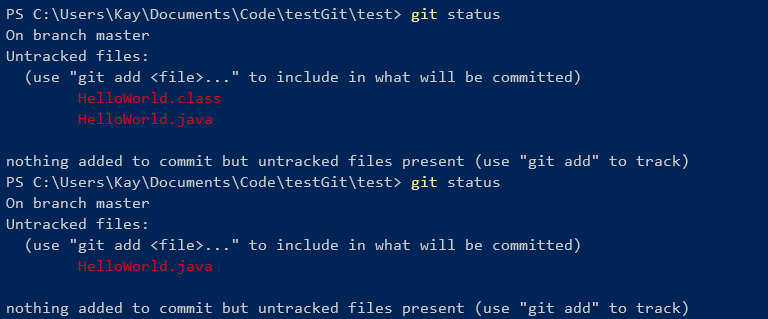 PS C:\Users\Kay\Documents\Code\testGit\test> git status
On branch master
Untracked files:
  (use "git add <file>..." to include in what will be committed)
        HelloWorld.class
        HelloWorld.java

nothing added to commit but untracked files present (use "git add" to track)
PS C:\Users\Kay\Documents\Code\testGit\test> git status
On branch master
Untracked files:
  (use "git add <file>..." to include in what will be committed)
        HelloWorld.java

nothing added to commit but untracked files present (use "git add" to track)